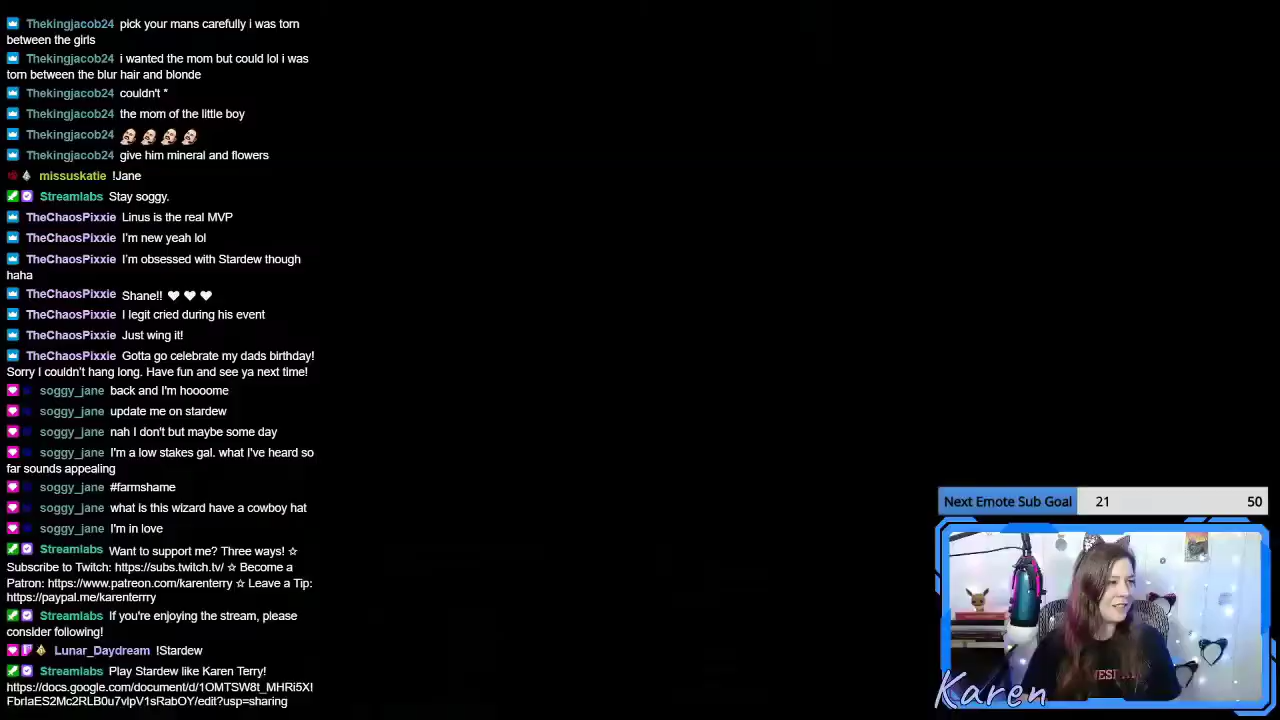 Thekingjacob24 pick your mans carefully i was torn
between the girls
Thekingjacob24 i wanted the mom but could lol i was
torn between the blur hair and blonde
Thekingjacob24 couldn't *
Thekingjacob24 the mom of the little boy
Thekingjacob24
Thekingjacob24 give him mineral and flowers
missuskatie !Jane
Streamlabs Stay soggy.
TheChaosPixxie Linus is the real MVP
TheChaosPixxie I'm new yeah lol
TheChaosPixxie I'm obsessed with Stardew though
haha
TheChaosPixxie Shane!! ♥ ♥ ♥
TheChaosPixxie I legit cried during his event
TheChaosPixxie Just wing it!
TheChaosPixxie Gotta go celebrate my dads birthday!
Sorry I couldn't hang long. Have fun and see ya next time!
soggy_jane back and I'm hoooome
soggy_jane update me on stardew
soggy_jane nah I don't but maybe some day
soggy_jane I'm a low stakes gal. what I've heard so
far sounds appealing
soggy_jane #farmshame
soggy_jane what is this wizard have a cowboy hat
soggy_jane I'm in love
Streamlabs Want to support me? Three ways! ☆
Subscribe to Twitch: https://subs.twitch.tv/ ☆ Become a
Patron: https://www.patreon.com/karenterry ☆ Leave a Tip:
https://paypal.me/karenterrry
Streamlabs If you're enjoying the stream, please
consider following!
Lunar_Daydream !Stardew
Streamlabs Play Stardew like Karen Terry!
https://docs.google.com/document/d/1OMTSW8t_MHRi5X!
FbrIaES2Mc2RLB0u7vlpV1sRabOY/edit?usp=sharing
Next Emote Sub Goal 21 50
Karen